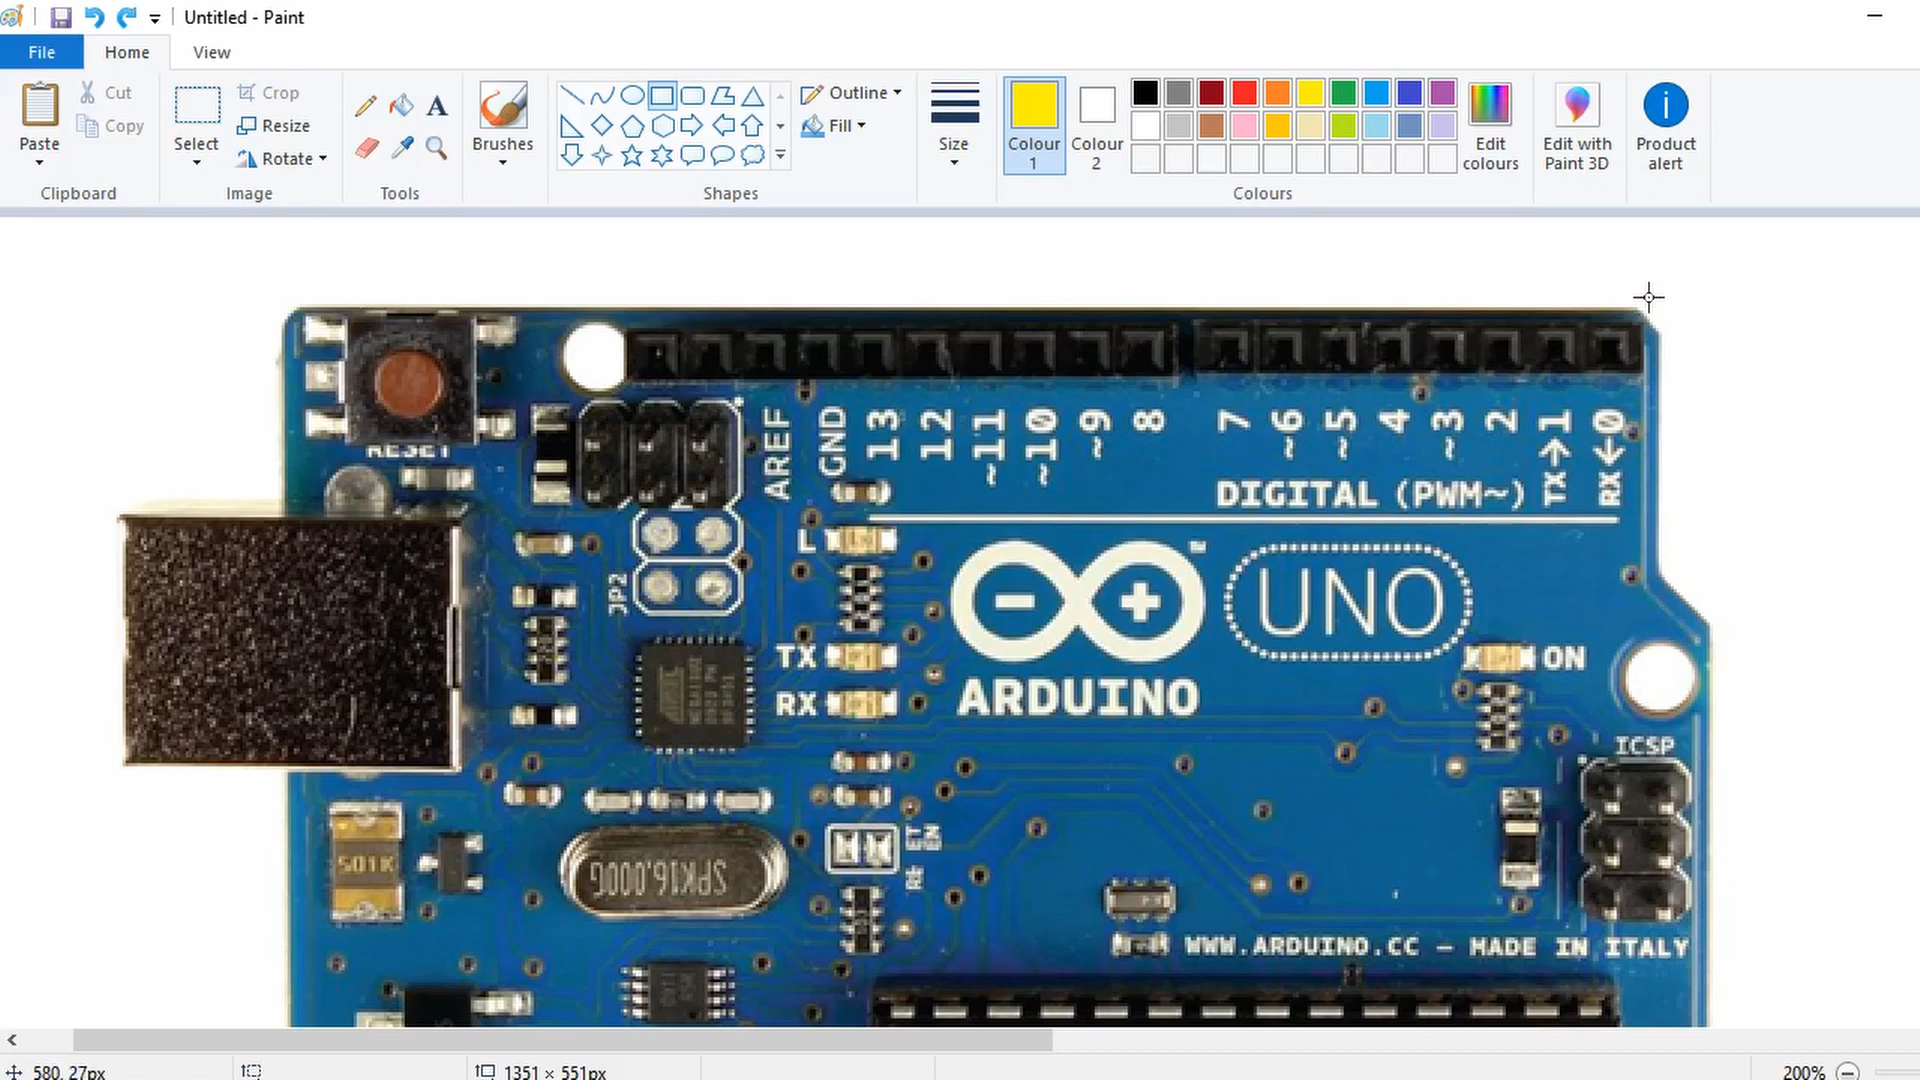 Untitled - Paint
File Home View
Paste
Cut
Copy
Clipboard
Select
Crop
Resize
Rotate
Image
A
Tools
Brushes
Outline
Fill
Shapes
Size
Colour 1
Colour 2
Edit colours
Colours
Edit with Paint 3D
Product alert
RESET
AREF
GND
13
12
~11
~10
~9
8
7
~6
~5
4
~3
2
TX→1
RX←0
DIGITAL (PWM~)
L
JP2
TX
RX
UNO
ARDUINO
ON
ICSP
501K
SPK16.000G
WWW.ARDUINO.CC – MADE IN ITALY
580, 27px
1351 × 551px
200%